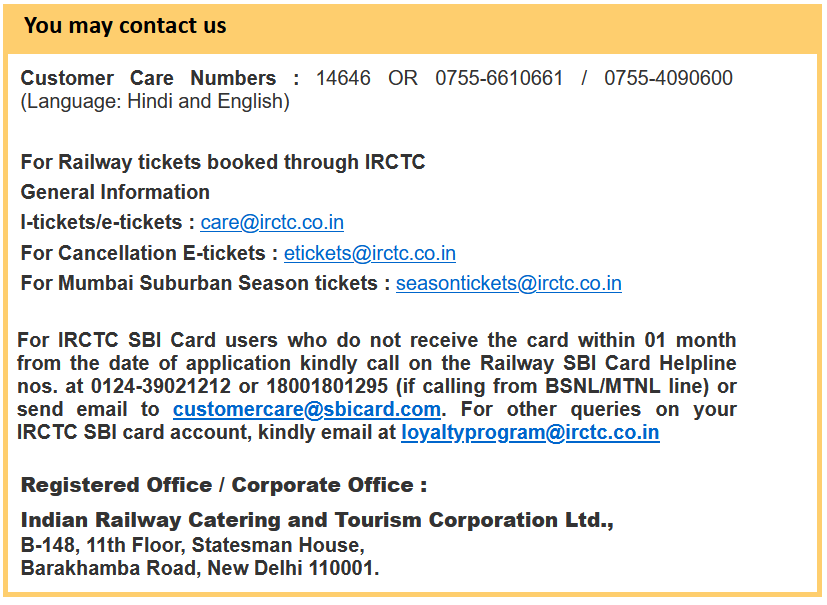 You may contact us
Customer Care Numbers : 14646 OR 0755-6610661 / 0755-4090600
(Language: Hindi and English)
For Railway tickets booked through IRCTC
General Information
I-tickets/e-tickets : care@irctc.co.in
For Cancellation E-tickets : etickets@irctc.co.in
For Mumbai Suburban Season tickets : seasontickets@irctc.co.in
For IRCTC SBI Card users who do not receive the card within 01 month
from the date of application kindly call on the Railway SBI Card Helpline
nos. at 0124-39021212 or 18001801295 (if calling from BSNL/MTNL line) or
send email to customercare@sbicard.com. For other queries on your
IRCTC SBI card account, kindly email at loyaltyprogram@irctc.co.in
Registered Office / Corporate Office :
Indian Railway Catering and Tourism Corporation Ltd.,
B-148, 11th Floor, Statesman House,
Barakhamba Road, New Delhi 110001.